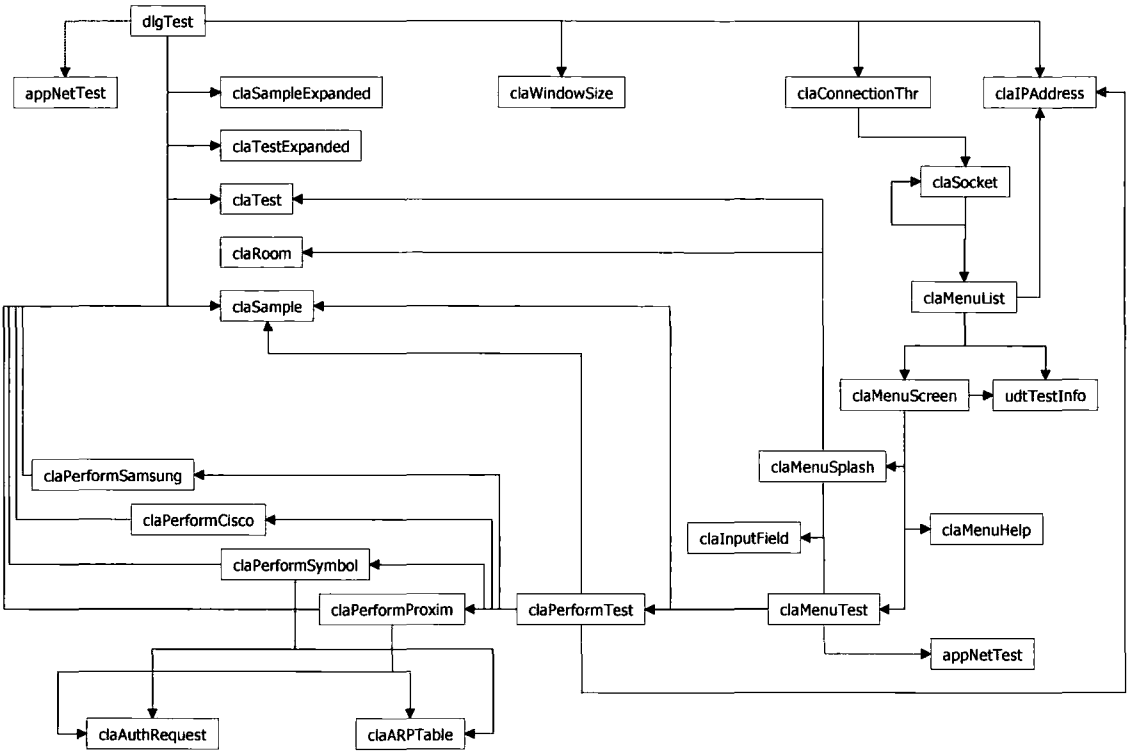 dlgTest
appNetTest
claSampleExpanded
claWindowSize
claConnectionThr
claIPAddress
claTestExpanded
claSocket
claTest
claRoom
claSample
claMenuList
claMenuScreen
udtTestInfo
claPerformSamsung
claMenuSplash
claPerformCisco
claInputField
claMenuHelp
claPerformSymbol
claPerformProxim
claPerformTest
claMenuTest
appNetTest
claAuthRequest
claARPTable